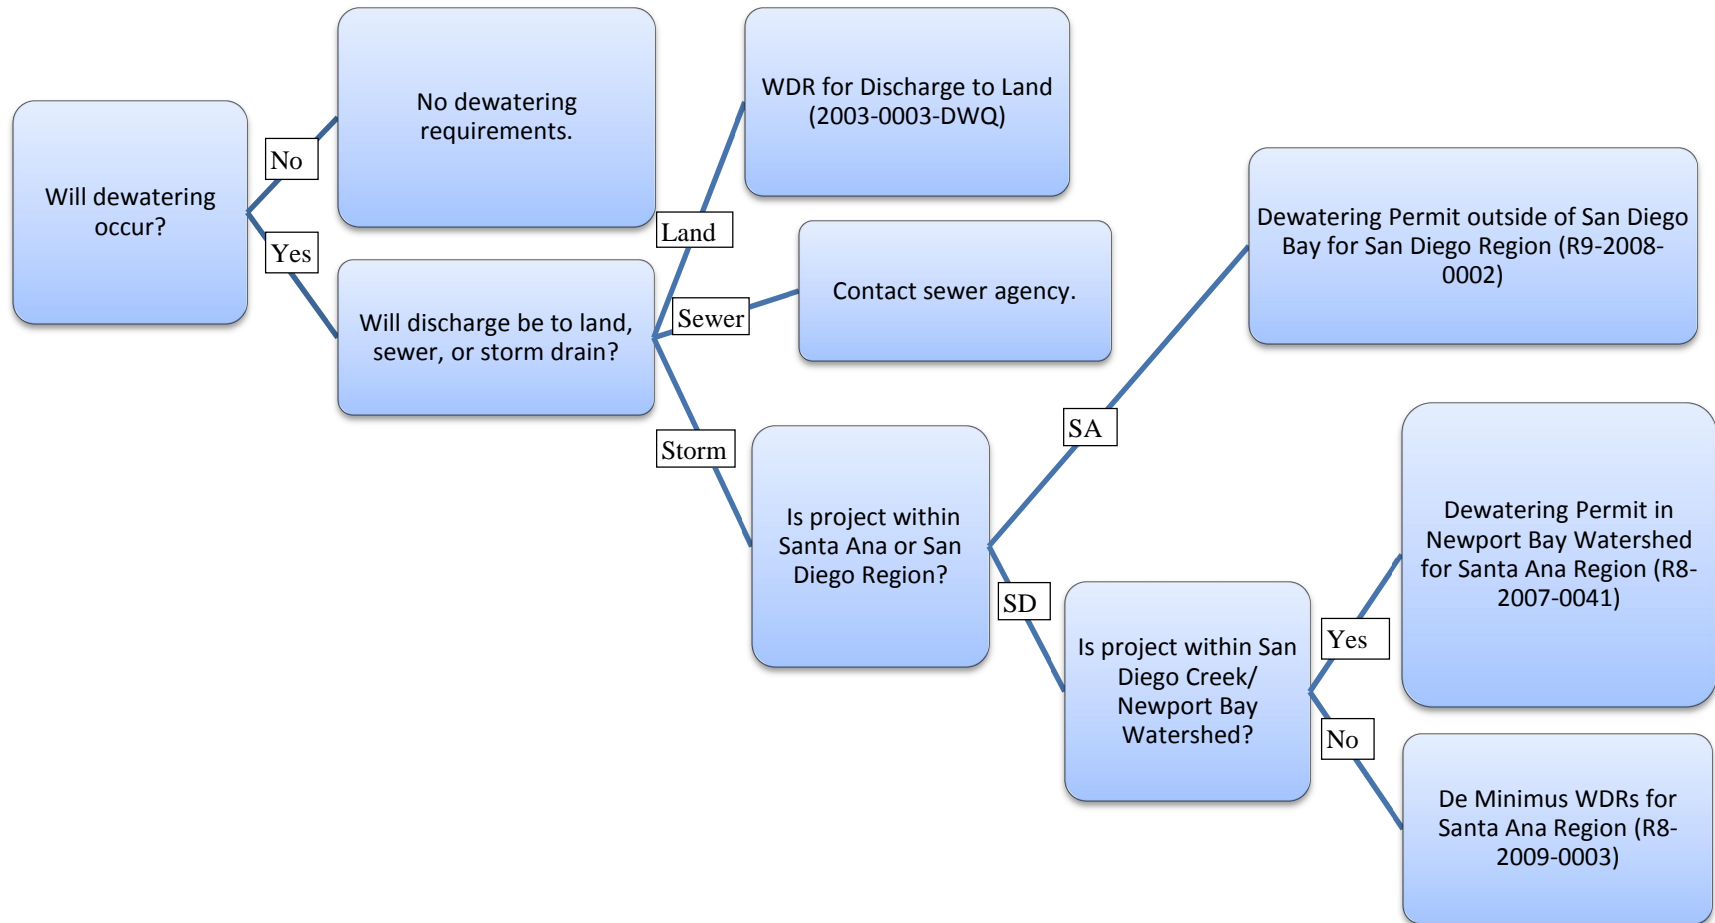 Will dewatering
occur?
No
Yes
No dewatering
requirements.
Will discharge be to land,
sewer, or storm drain?
Land
Sewer
Storm
WDR for Discharge to Land
(2003-0003-DWQ)
Contact sewer agency.
Is project within
Santa Ana or San
Diego Region?
SA
SD
Dewatering Permit outside of San Diego
Bay for San Diego Region (R9-2008-
0002)
Is project within San
Diego Creek/
Newport Bay
Watershed?
Yes
No
Dewatering Permit in
Newport Bay Watershed
for Santa Ana Region (R8-
2007-0041)
De Minimus WDRs for
Santa Ana Region (R8-
2009-0003)